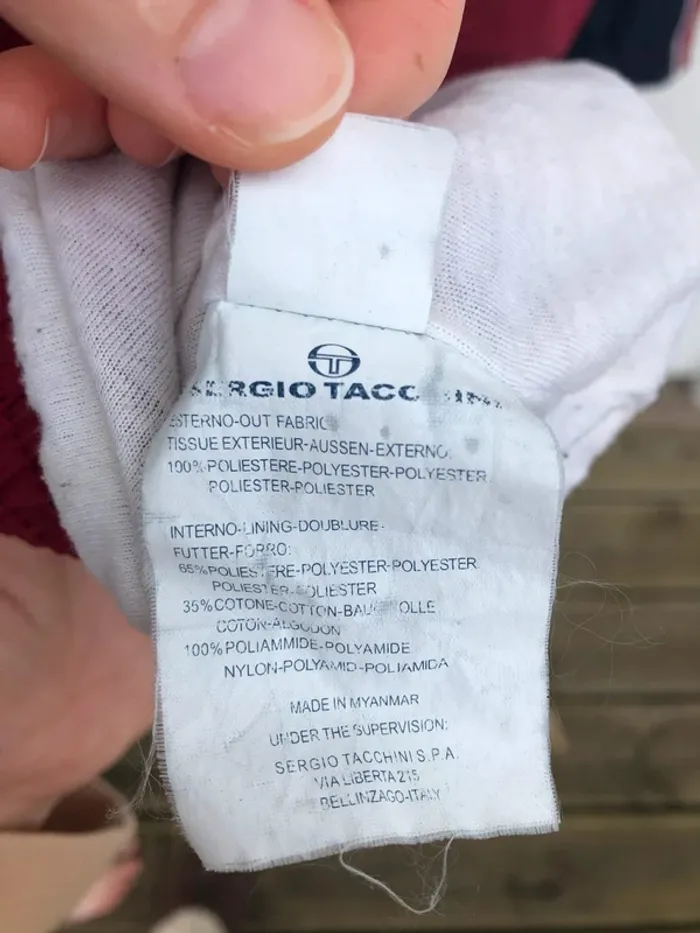 SERGIO TACCHINI
ESTERNO-OUT FABRIC
TISSUE EXTERIEUR-AUSSEN-EXTERNO:
100%POLIESTERE-POLYESTER-POLYESTER
POLIESTER-POLIESTER
INTERNO-LINING-DOUBLURE-
FUTTER-FORRO:
65%POLIESTERE-POLYESTER-POLYESTER
POLIESTER-POLIESTER
35%COTONE-COTTON-BAUMWOLLE
COTON-ALGODON
100%POLIAMMIDE-POLYAMIDE
NYLON-POLYAMID-POLIAMIDA
MADE IN MYANMAR
UNDER THE SUPERVISION:
SERGIO TACCHINI S.P.A.
VIA LIBERTA 215
BELLINZAGO-ITALY